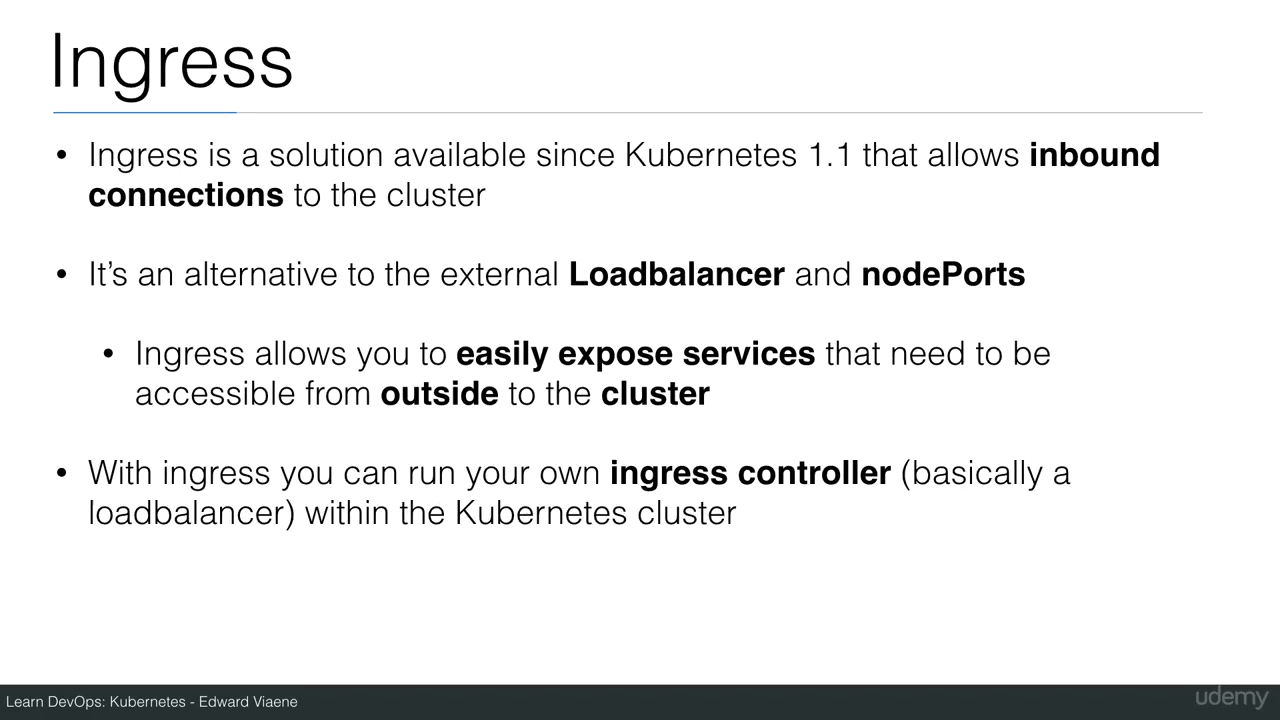 Ingress
• Ingress is a solution available since Kubernetes 1.1 that allows inbound
connections to the cluster
• It’s an alternative to the external Loadbalancer and nodePorts
• Ingress allows you to easily expose services that need to be
accessible from outside to the cluster
• With ingress you can run your own ingress controller (basically a
loadbalancer) within the Kubernetes cluster
Learn DevOps: Kubernetes - Edward Viaene
udemy